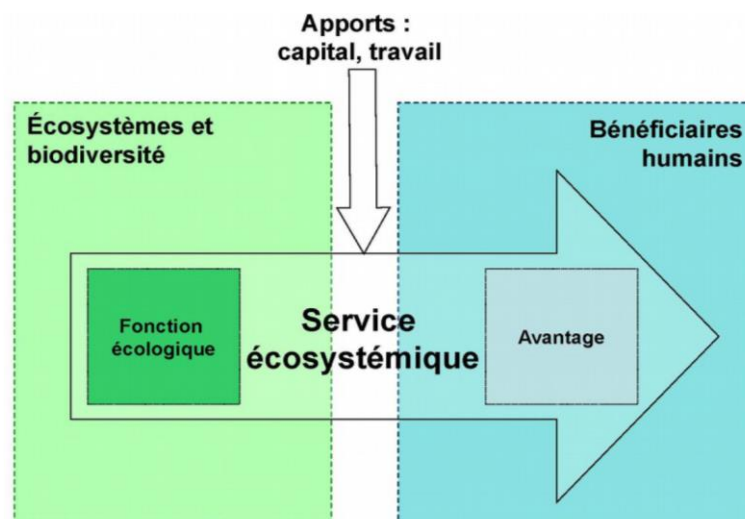 Apports :
capital, travail
Écosystèmes et
biodiversité
Bénéficiaires
humains
Fonction
écologique
Service
écosystémique
Avantage